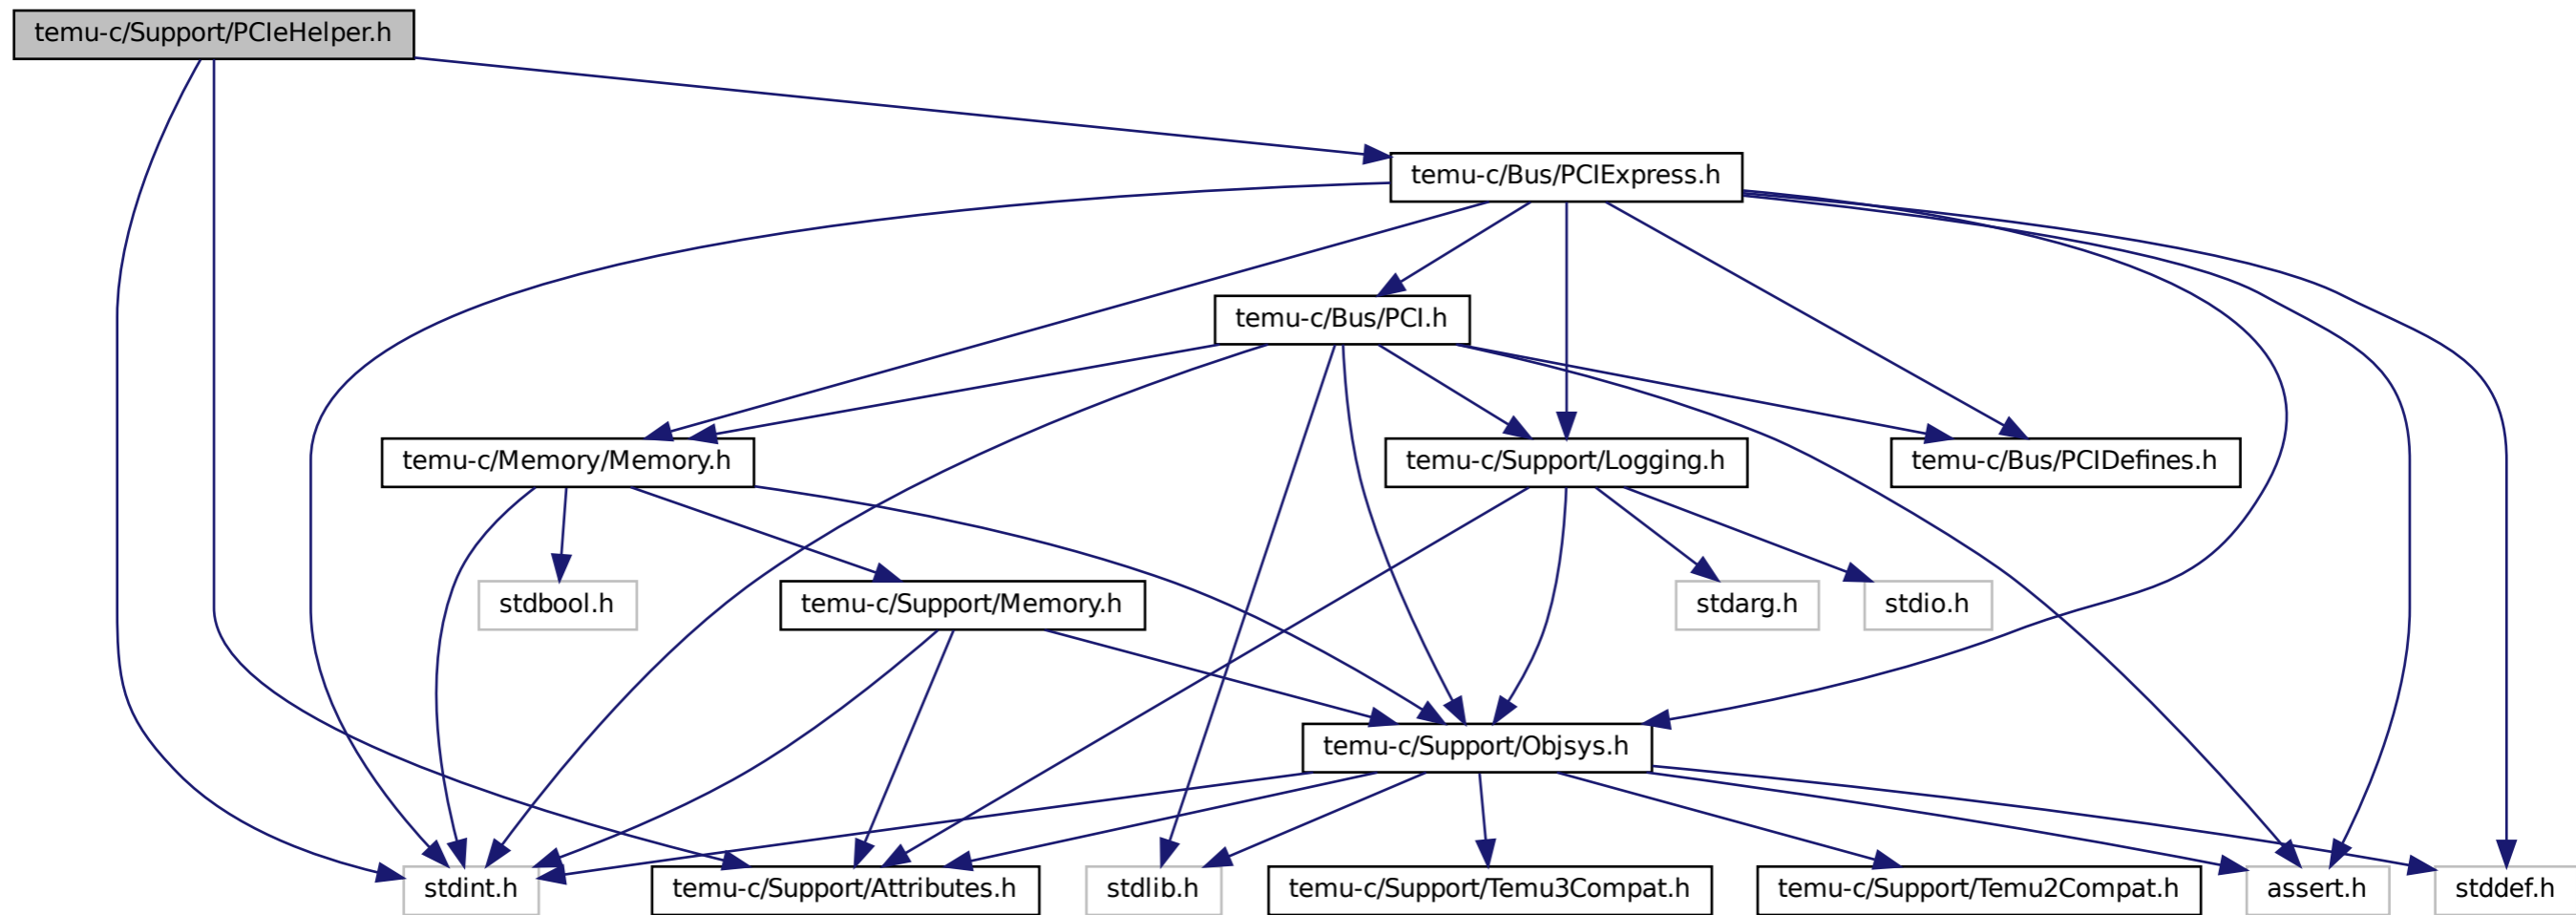 temu-c/Support/PCIeHelper.h
temu-c/Bus/PCIExpress.h
temu-c/Bus/PCI.h
temu-c/Memory/Memory.h
temu-c/Support/Logging.h
temu-c/Bus/PCIDefines.h
stdbool.h
temu-c/Support/Memory.h
stdarg.h
stdio.h
temu-c/Support/Objsys.h
stdint.h
temu-c/Support/Attributes.h
stdlib.h
temu-c/Support/Temu3Compat.h
temu-c/Support/Temu2Compat.h
assert.h
stddef.h